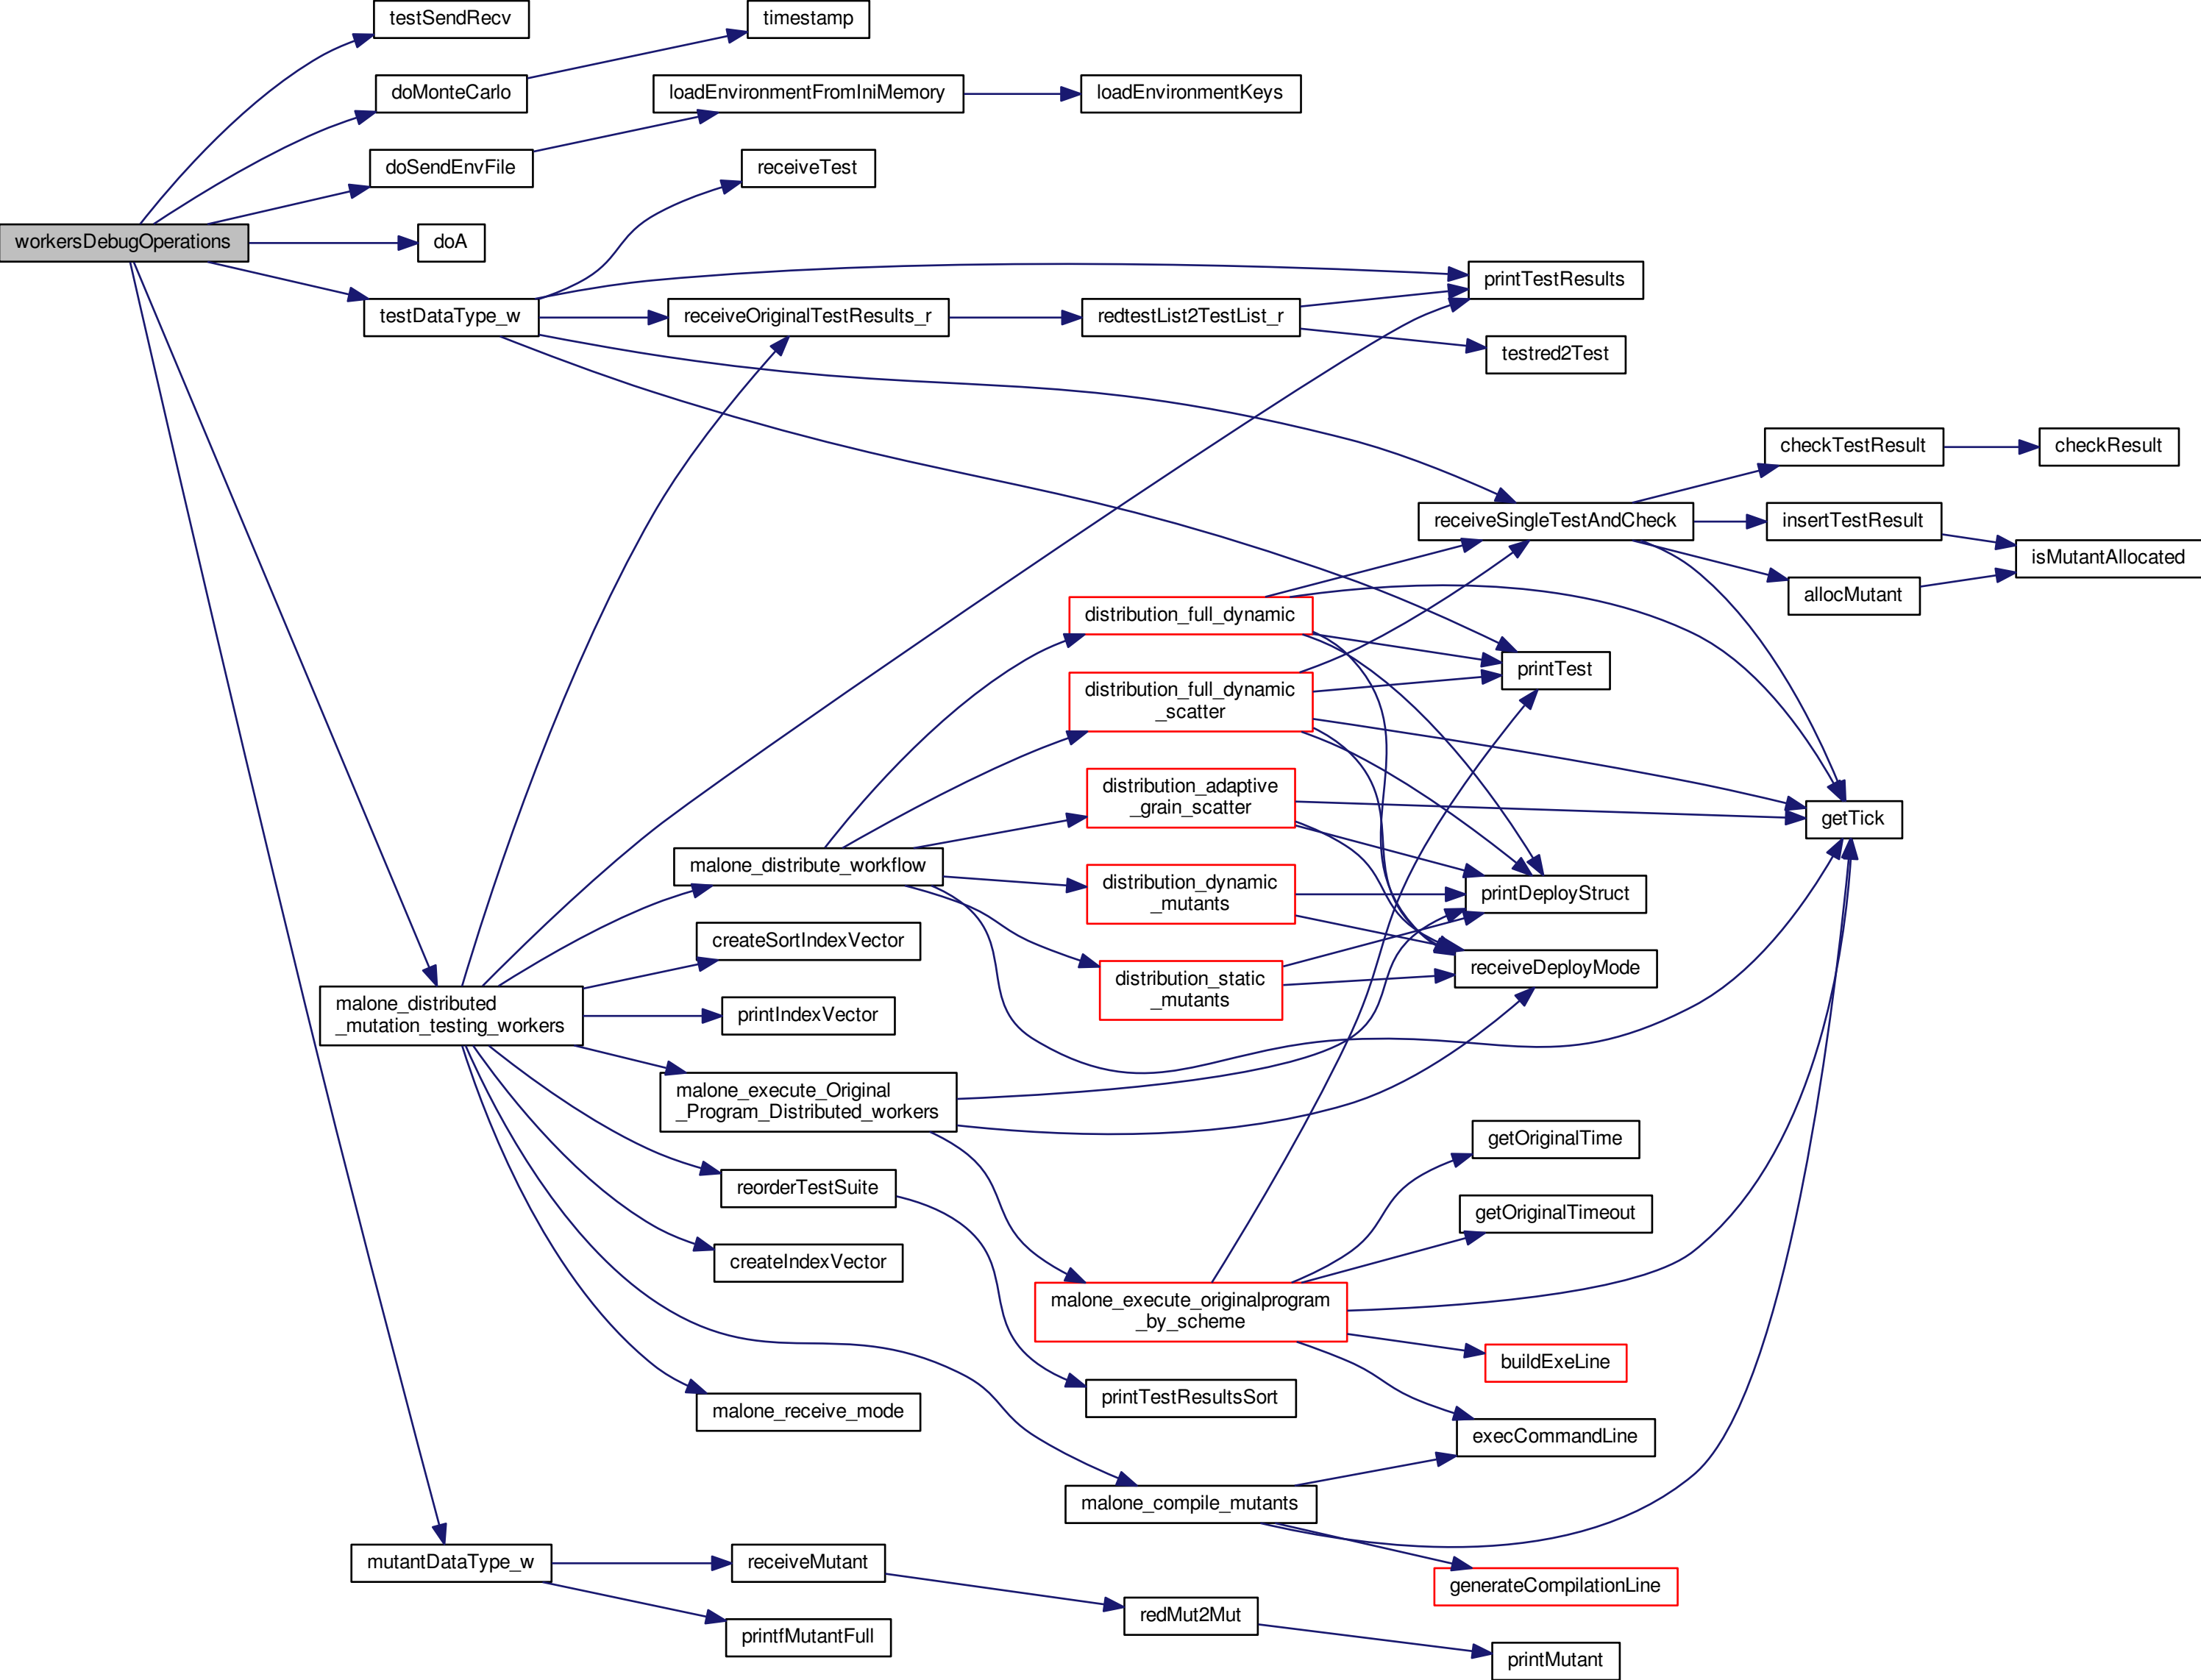 testSendRecv
timestamp
doMonteCarlo
loadEnvironmentFromIniMemory
loadEnvironmentKeys
doSendEnvFile
receiveTest
workersDebugOperations
doA
printTestResults
testDataType_w
receiveOriginalTestResults_r
redtestList2TestList_r
testred2Test
checkTestResult
checkResult
receiveSingleTestAndCheck
insertTestResult
isMutantAllocated
allocMutant
distribution_full_dynamic
printTest
distribution_full_dynamic
_scatter
distribution_adaptive
_grain_scatter
getTick
malone_distribute_workflow
distribution_dynamic
_mutants
printDeployStruct
createSortIndexVector
receiveDeployMode
distribution_static
_mutants
malone_distributed
_mutation_testing_workers
printIndexVector
malone_execute_Original
_Program_Distributed_workers
getOriginalTime
reorderTestSuite
getOriginalTimeout
createIndexVector
malone_execute_originalprogram
_by_scheme
buildExeLine
printTestResultsSort
malone_receive_mode
execCommandLine
malone_compile_mutants
mutantDataType_w
receiveMutant
generateCompilationLine
redMut2Mut
printfMutantFull
printMutant